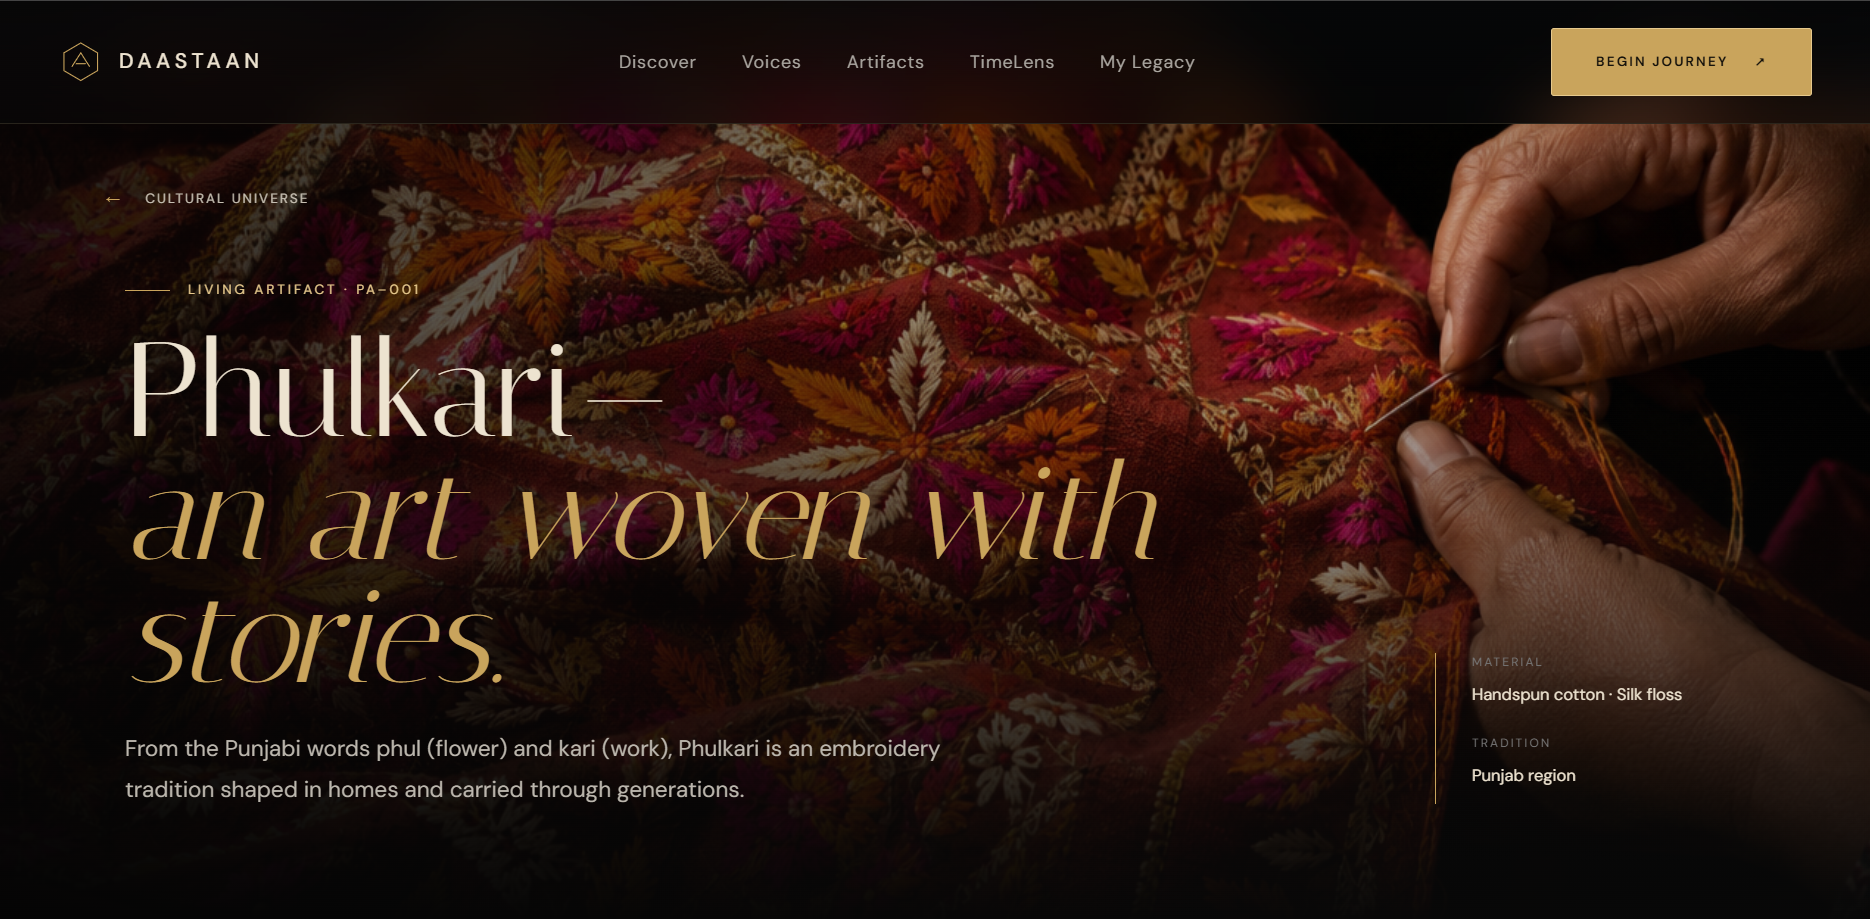 DAASTAAN
Discover
Voices
Artifacts
TimeLens
My Legacy
BEGIN JOURNEY ↗
← CULTURAL UNIVERSE
LIVING ARTIFACT · PA–001
Phulkari—
an art woven with
stories.
From the Punjabi words phul (flower) and kari (work), Phulkari is an embroidery
tradition shaped in homes and carried through generations.
MATERIAL
Handspun cotton · Silk floss
TRADITION
Punjab region